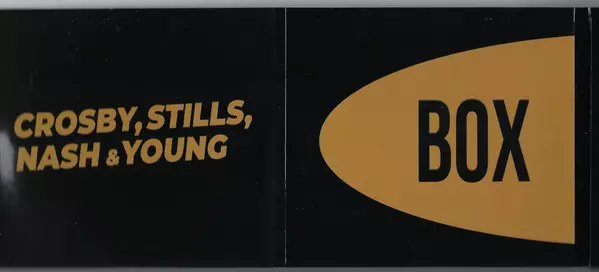 CROSBY, STILLS,
NASH & YOUNG
BOX